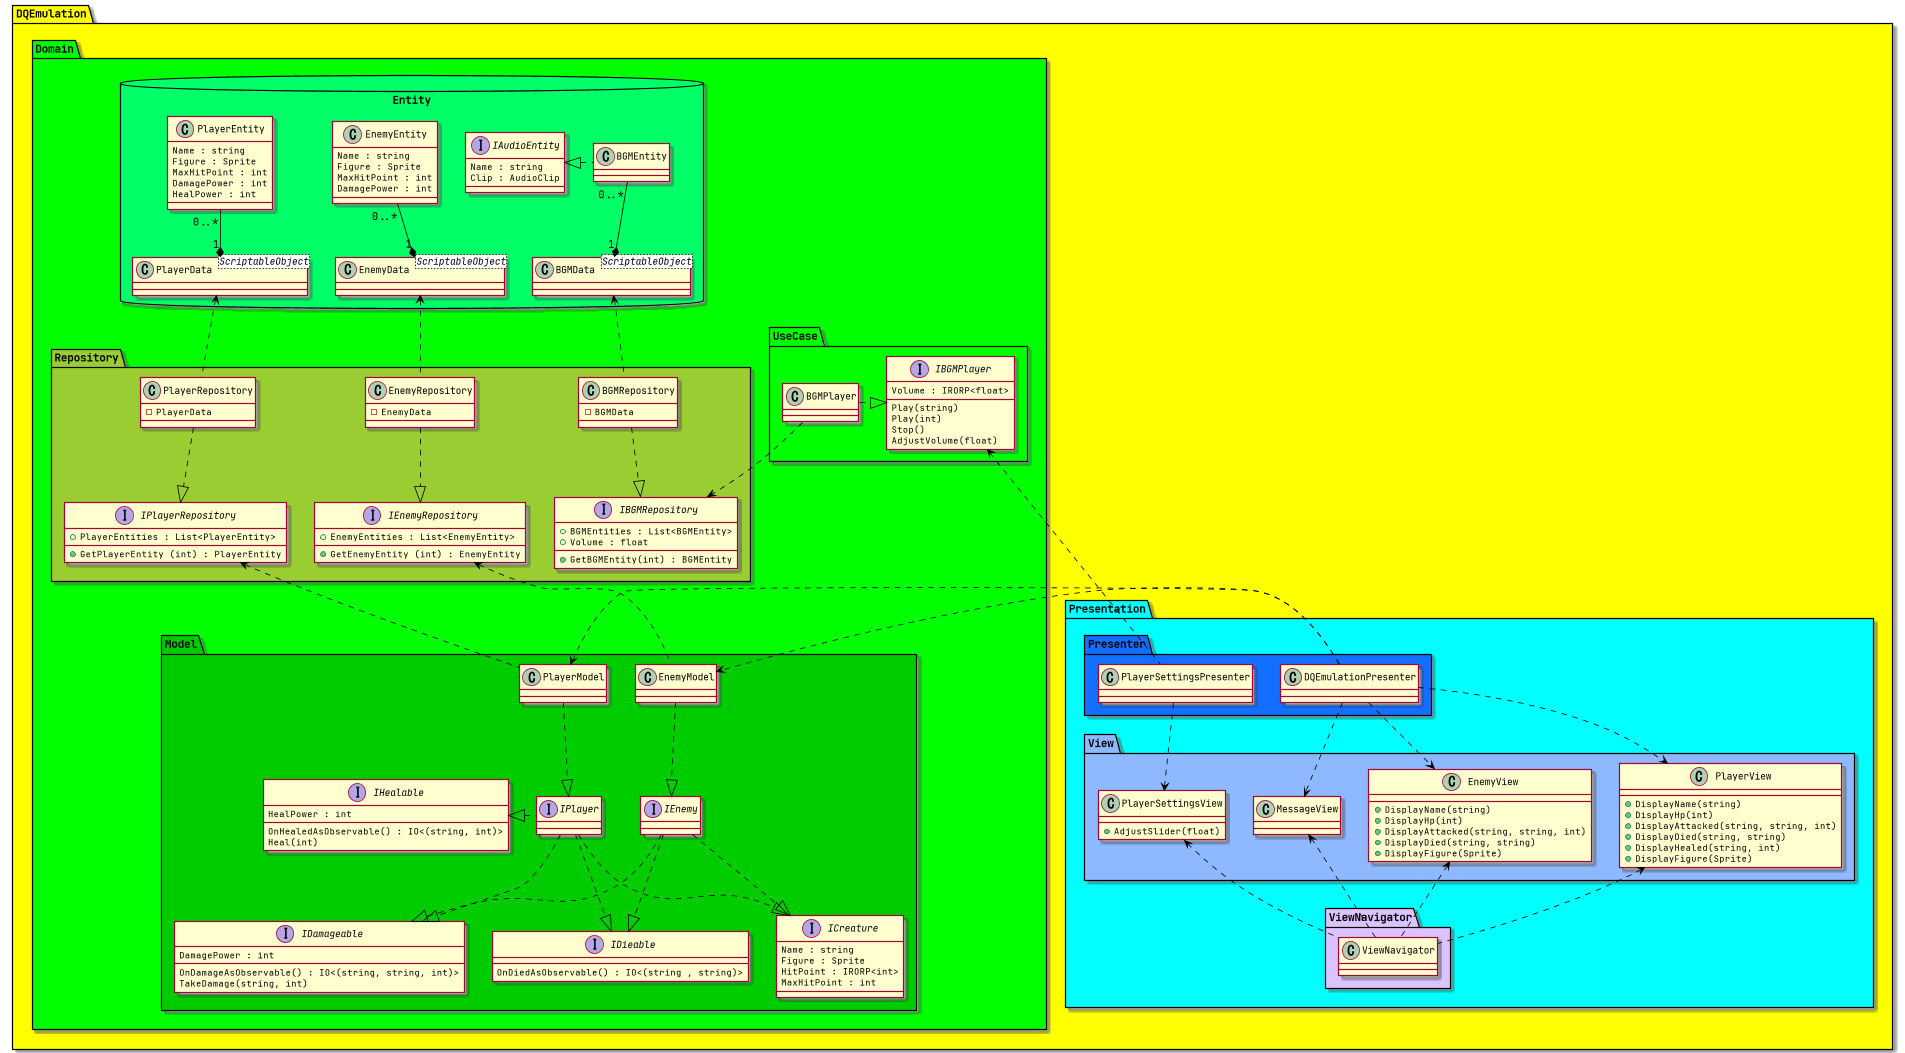 DQEmulation
Domain
Entity
C PlayerEntity
Name : string
Figure : Sprite
MaxHitPoint : int
DamagePower : int
HealPower : int
C EnemyEntity
Name : string
Figure : Sprite
MaxHitPoint : int
DamagePower : int
I IAudioEntity
Name : string
Clip : AudioClip
C BGMEntity
0..*
1
0..*
1
0..*
1
C PlayerData
ScriptableObject
C EnemyData
ScriptableObject
C BGMData
ScriptableObject
Repository
C PlayerRepository
PlayerData
C EnemyRepository
EnemyData
C BGMRepository
BGMData
I IPlayerRepository
PlayerEntities : List<PlayerEntity>
GetPlayerEntity (int) : PlayerEntity
I IEnemyRepository
EnemyEntities : List<EnemyEntity>
GetEnemyEntity (int) : EnemyEntity
I IBGMRepository
BGMEntities : List<BGMEntity>
Volume : float
GetBGMEntity(int) : BGMEntity
UseCase
C BGMPlayer
I IBGMPlayer
Volume : IRORP<float>
Play(string)
Play(int)
Stop()
AdjustVolume(float)
Model
C PlayerModel
C EnemyModel
I IHealable
HealPower : int
OnHealedAsObservable() : IO<(string, int)>
Heal(int)
I IPlayer
I IEnemy
I IDamageable
DamagePower : int
OnDamageAsObservable() : IO<(string, string, int)>
TakeDamage(string, int)
I IDieable
OnDiedAsObservable() : IO<(string , string)>
I ICreature
Name : string
Figure : Sprite
HitPoint : IRORP<int>
MaxHitPoint : int
Presentation
Presenter
C PlayerSettingsPresenter
C DQEmulationPresenter
View
C PlayerSettingsView
AdjustSlider(float)
C MessageView
C EnemyView
DisplayName(string)
DisplayHp(int)
DisplayAttacked(string, string, int)
DisplayDied(string, string)
DisplayFigure(Sprite)
C PlayerView
DisplayName(string)
DisplayHp(int)
DisplayAttacked(string, string, int)
DisplayDied(string, string)
DisplayHealed(string, int)
DisplayFigure(Sprite)
ViewNavigator
C ViewNavigator